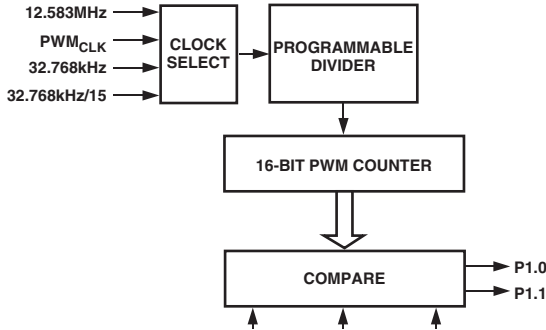 12.583MHz
PWMCLK
32.768kHz
32.768kHz/15
CLOCK
SELECT
PROGRAMMABLE
DIVIDER
16-BIT PWM COUNTER
COMPARE
P1.0
P1.1